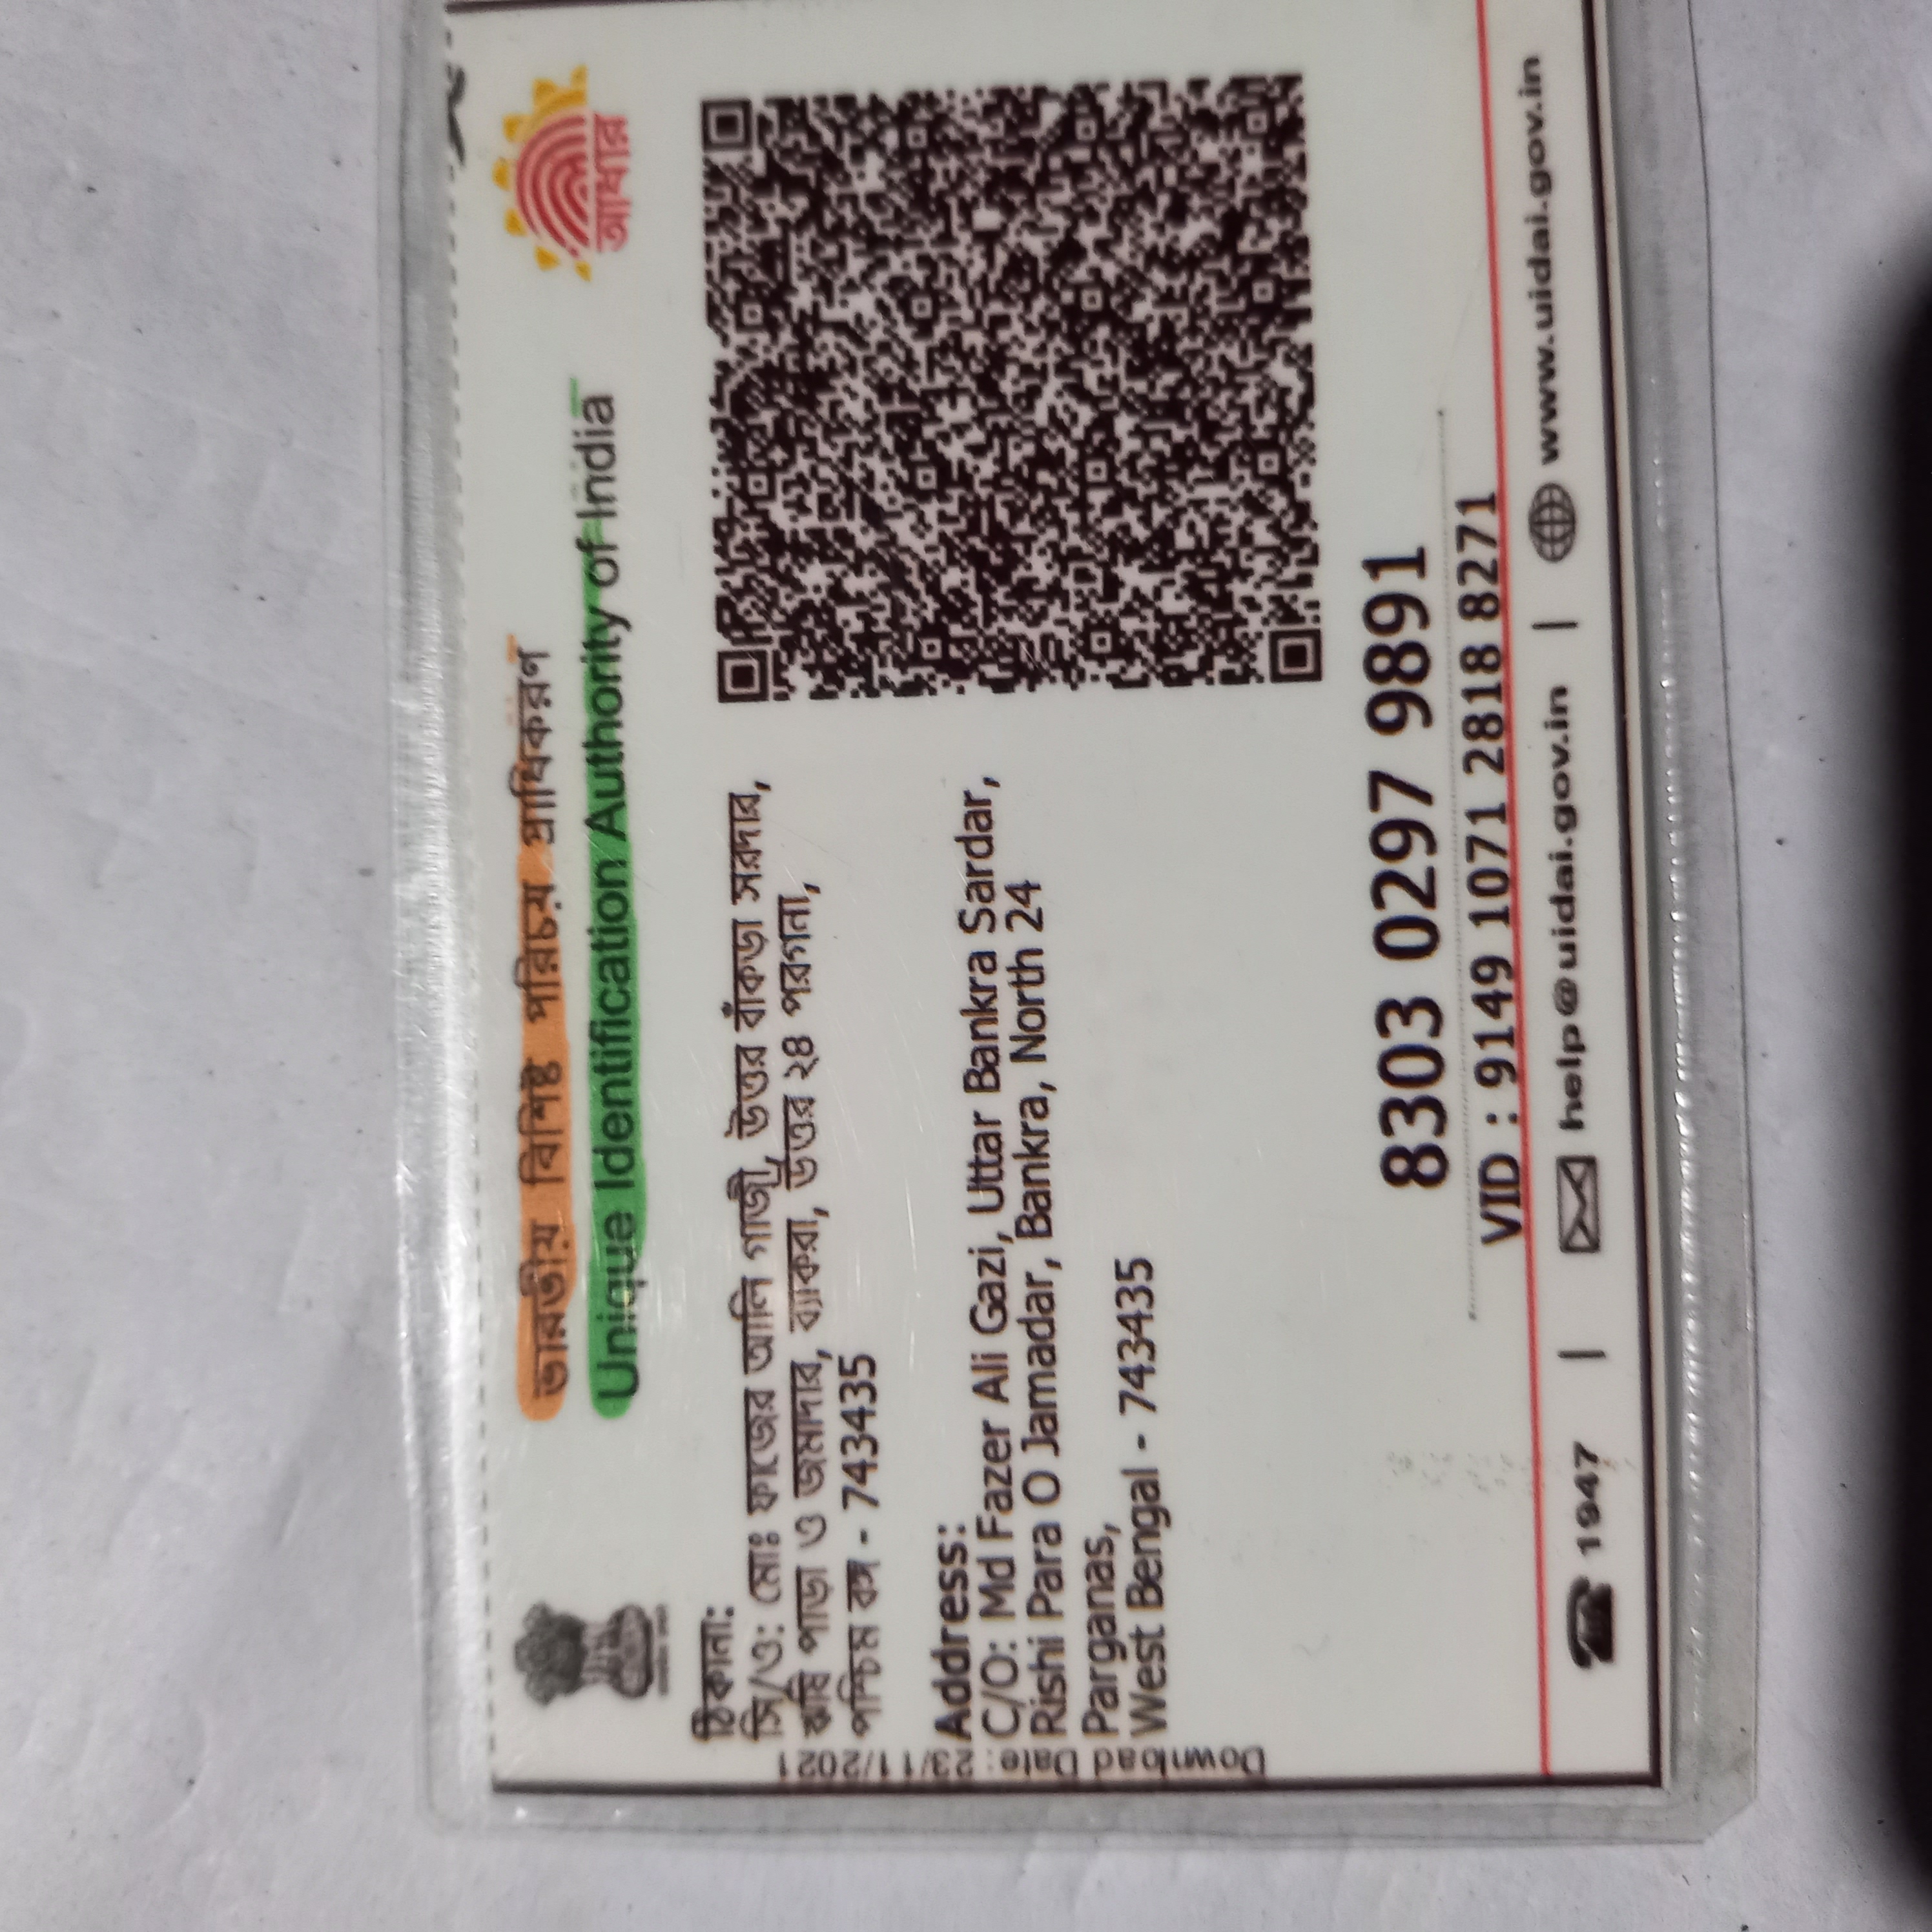 ভারতীয় বিশিষ্ট পরিচয় প্রাধিকরণ
Unique Identification Authority of India
আধার
ঠিকানা:
সি/ও: মোঃ ফাজের আলি গাজী, উত্তর বাঁকড়া সরদার,
ঋষি পাড়া ও জমাদার, ব্যাকরা, উত্তর ২৪ পরগনা,
পশ্চিম বঙ্গ - 743435
Address:
C/O: Md Fazer Ali Gazi, Uttar Bankra Sardar,
Rishi Para O Jamadar, Bankra, North 24
Parganas,
West Bengal - 743435
Download Date: 23/11/2021
8303 0297 9891
VID : 9149 1071 2818 8271
1947 | help@uidai.gov.in | www.uidai.gov.in